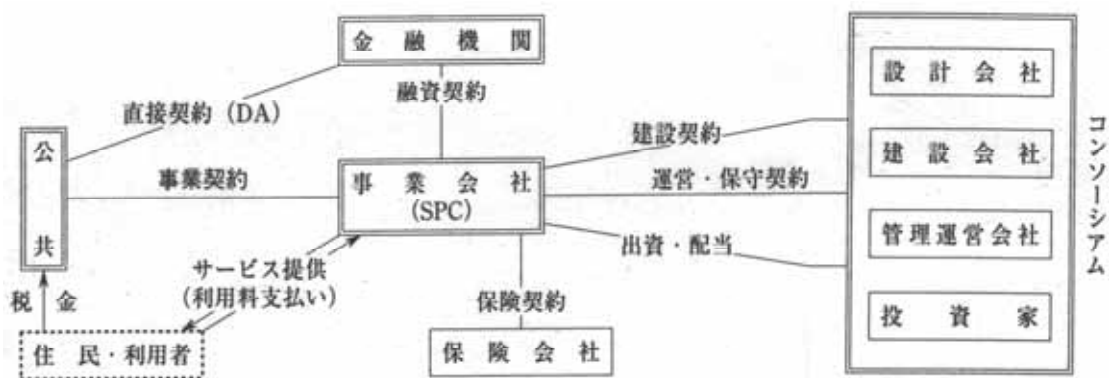 金融機関
融資契約
直接契約（DA）
公共
事業契約
事業会社
(SPC)
建設契約
運営・保守契約
出資・配当
サービス提供
(利用料支払い)
税金
住民・利用者
保険契約
保険会社
設計会社
建設会社
管理運営会社
投資家
コンソーシアム